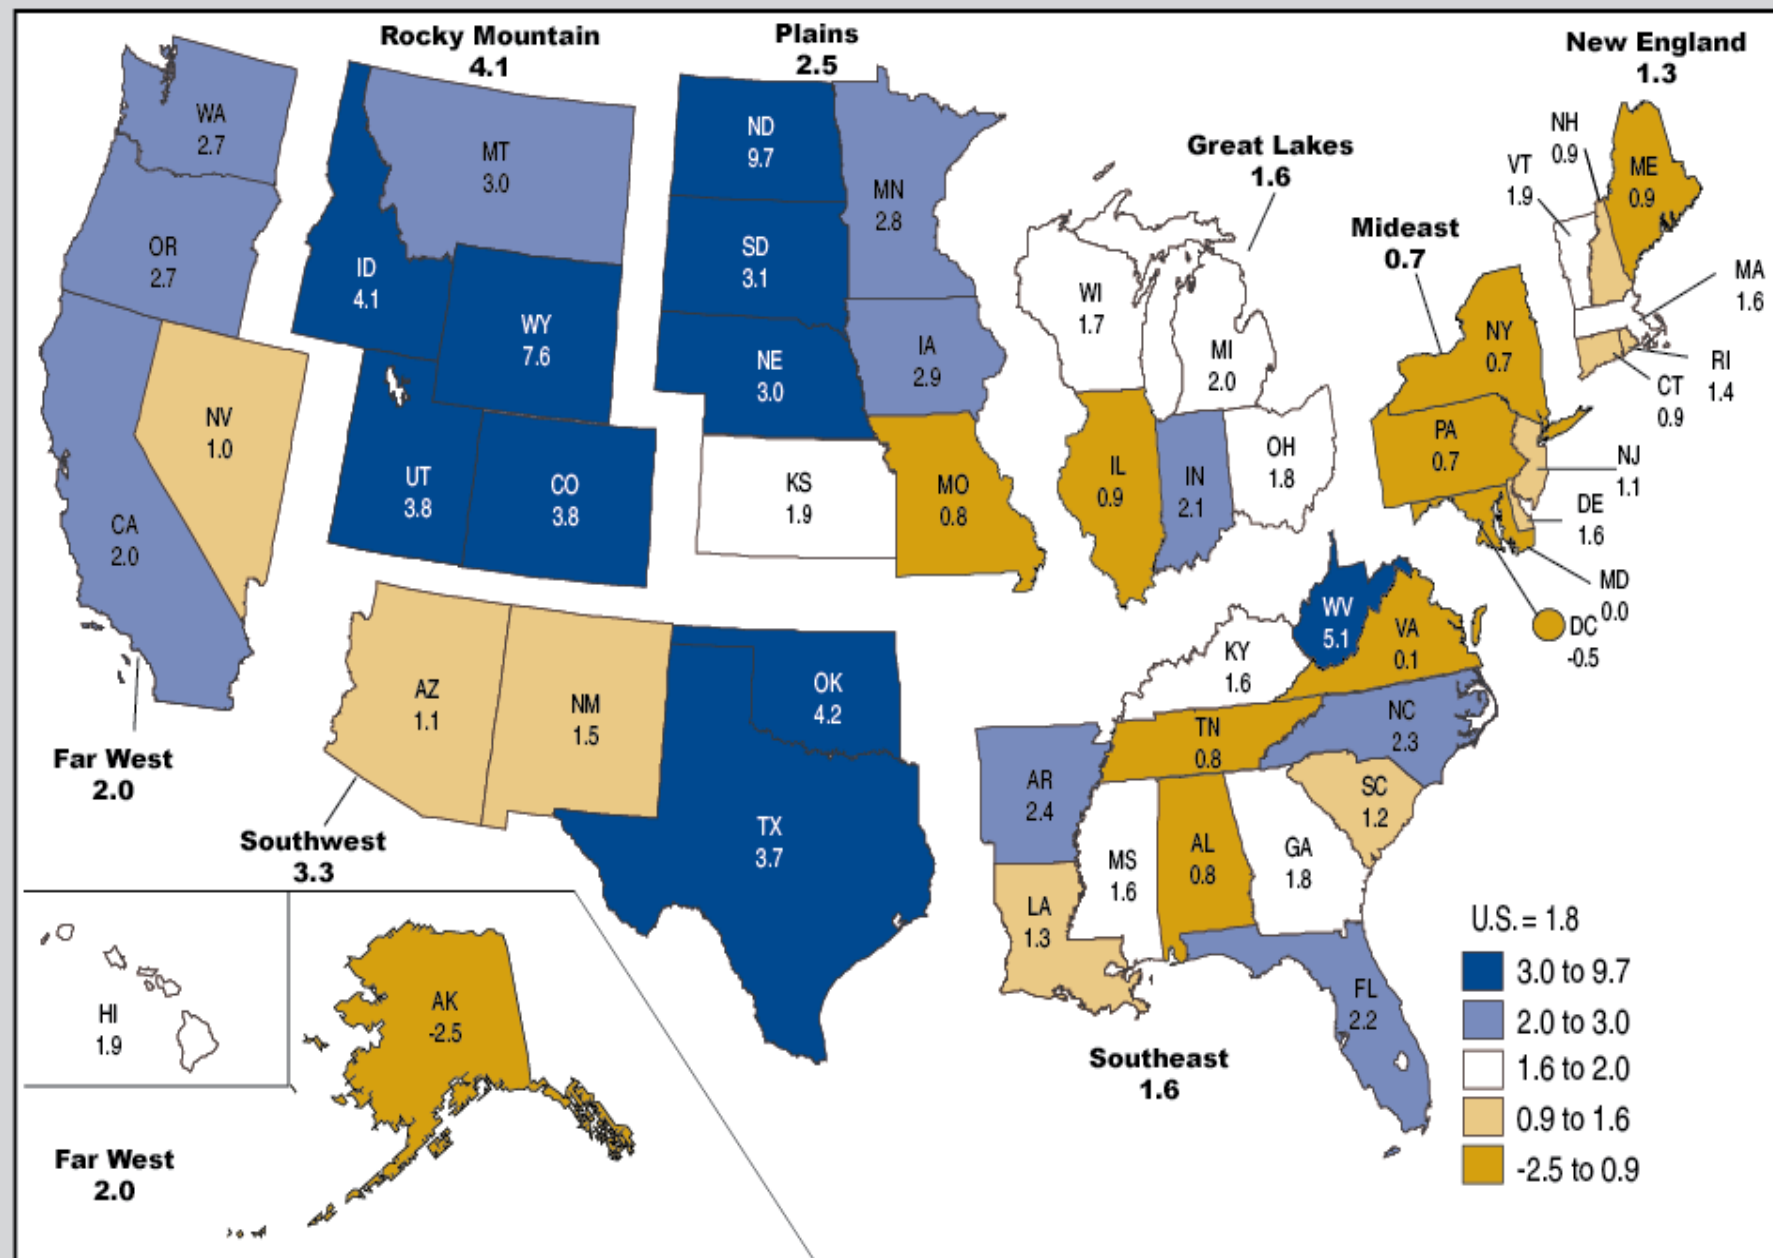 Rocky Mountain
4.1
Plains
2.5
New England
1.3
WA
2.7
MT
3.0
ND
9.7
MN
2.8
Great Lakes
1.6
NH
0.9
VT
1.9
ME
0.9
OR
2.7
ID
4.1
SD
3.1
Mideast
0.7
MA
1.6
WY
7.6
WI
1.7
MI
2.0
NY
0.7
RI
1.4
CT
0.9
NE
3.0
IA
2.9
NV
1.0
UT
3.8
CO
3.8
KS
1.9
MO
0.8
IL
0.9
IN
2.1
OH
1.8
PA
0.7
NJ
1.1
DE
1.6
CA
2.0
MD
0.0
DC
-0.5
WV
5.1
VA
0.1
KY
1.6
AZ
1.1
NM
1.5
OK
4.2
TN
0.8
NC
2.3
Far West
2.0
AR
2.4
SC
1.2
Southwest
3.3
TX
3.7
MS
1.6
AL
0.8
GA
1.8
LA
1.3
HI
1.9
AK
-2.5
FL
2.2
Southeast
1.6
Far West
2.0
U.S. = 1.8
3.0 to 9.7
2.0 to 3.0
1.6 to 2.0
0.9 to 1.6
-2.5 to 0.9